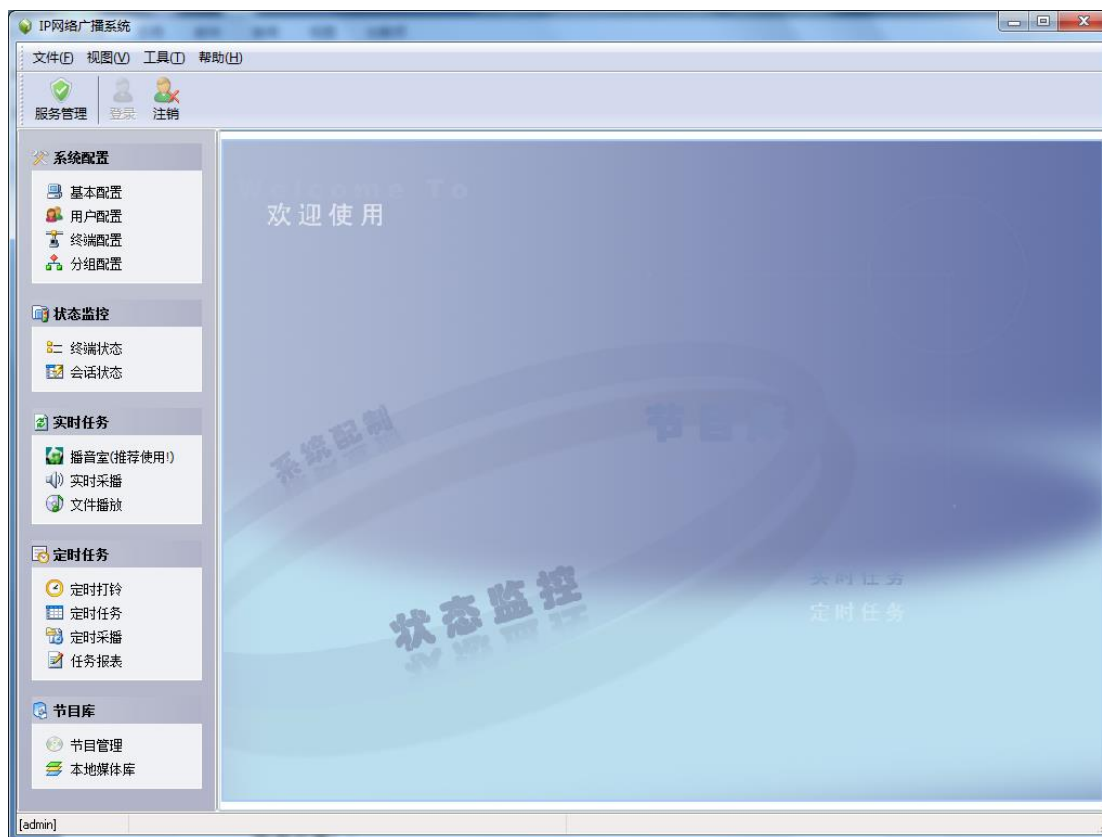 IP网络广播系统
文件(F) 视图(V) 工具(T) 帮助(H)
服务管理 登录 注销
系统配置
基本配置
用户配置
终端配置
分组配置
状态监控
终端状态
会话状态
实时任务
播音室(推荐使用!)
实时采播
文件播放
定时任务
定时打铃
定时任务
定时采播
任务报表
节目库
节目管理
本地媒体库
Welcome To
欢迎使用
系统配制
节目
状态监控
实时任务
定时任务
[admin]